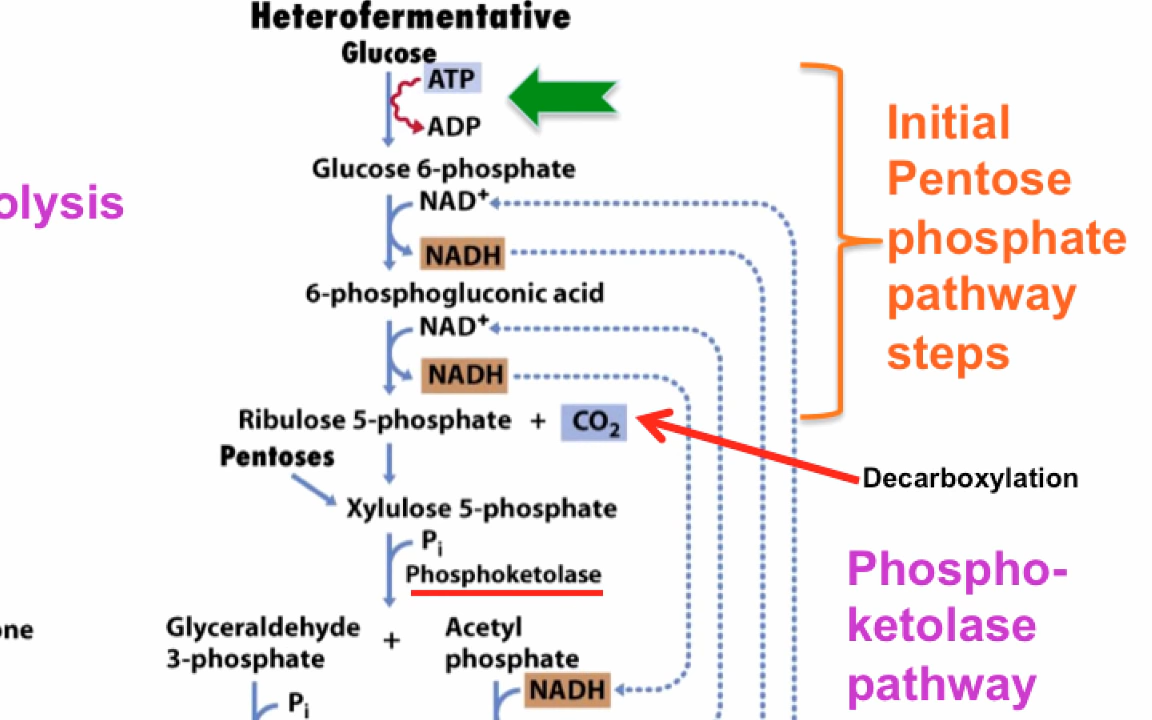 Heterofermentative
Glucose
ATP
ADP
Glucose 6-phosphate
NAD+
NADH
6-phosphogluconic acid
NAD+
NADH
Ribulose 5-phosphate + CO₂
Pentoses
Xylulose 5-phosphate
Pᵢ
Phosphoketolase
Glyceraldehyde
3-phosphate
+
Acetyl
phosphate
NADH
Pᵢ
olysis
one
Initial
Pentose
phosphate
pathway
steps
Decarboxylation
Phospho-
ketolase
pathway